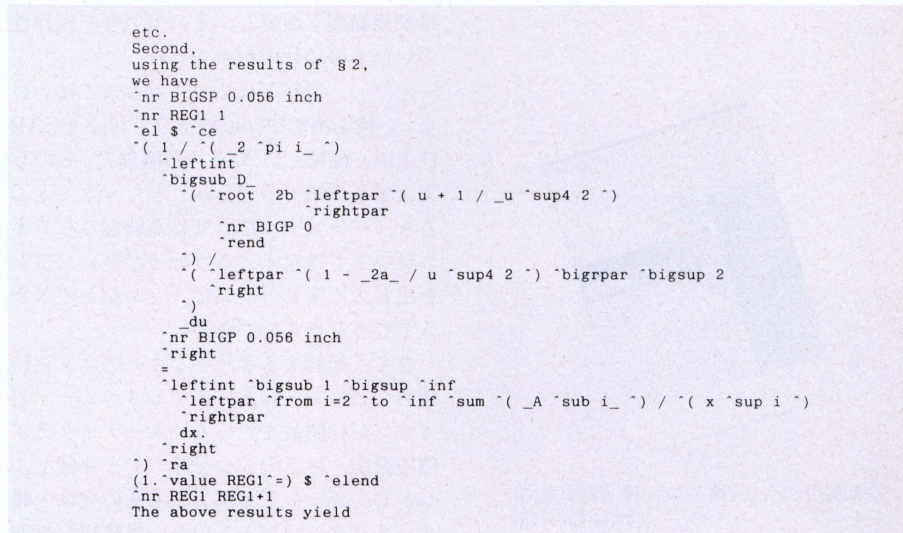 etc.
Second,
using the results of § 2,
we have
^nr BIGSP 0.056 inch
^nr REG1 1
^el $ ^ce
^( 1 / ^( _2 ^pi i_ ^)
^leftint
^bigsub D_
^( ^root 2b ^leftpar ^( u + 1 / _u ^sup4 2 ^)
^rightpar
^nr BIGP 0
^rend
^) /
^( ^leftpar ^( 1 - _2a_ / u ^sup4 2 ^) ^bigrpar ^bigsup 2
^right
^)
_du
^nr BIGP 0.056 inch
^right
=
^leftint ^bigsub 1 ^bigsup ^inf
^leftpar ^from i=2 ^to ^inf ^sum ^( _A ^sub i_ ^) / ^( x ^sup i ^)
^rightpar
dx.
^right
^) ^ra
(1.^value REG1^=) $ ^elend
^nr REG1 REG1+1
The above results yield